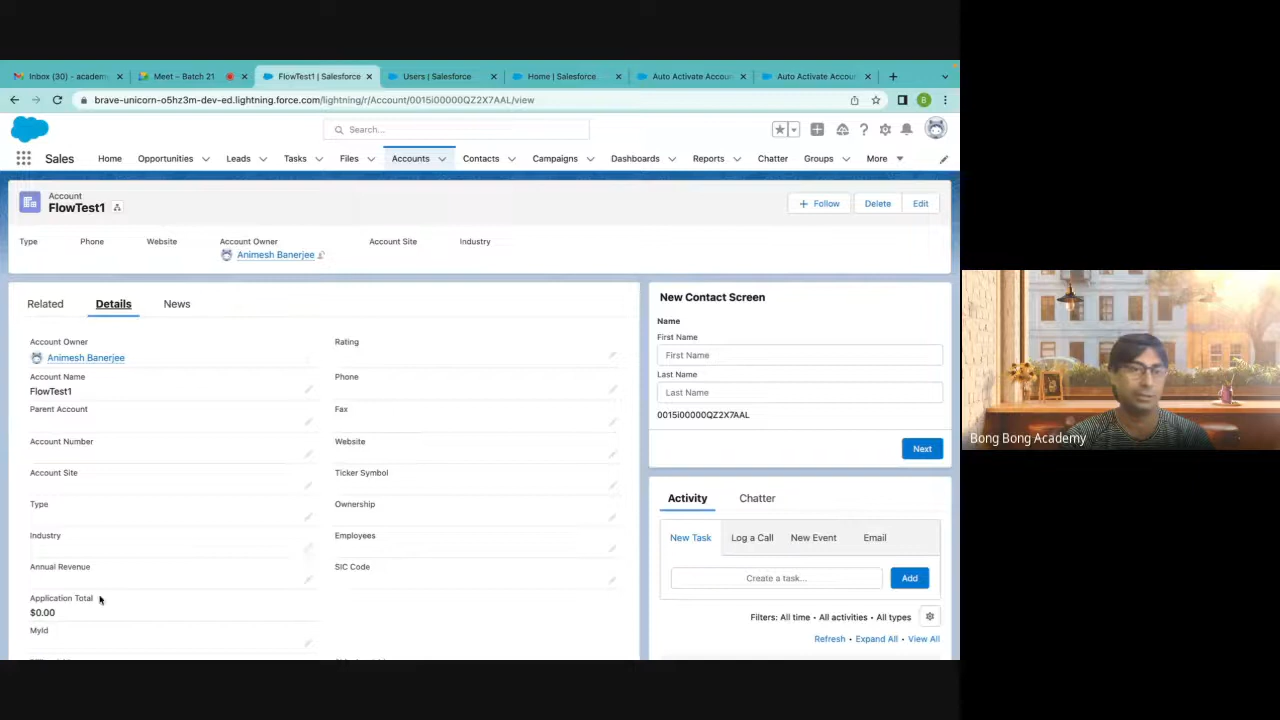 Inbox (30) - academ
Meet – Batch 21
FlowTest1 | Salesforce
Users | Salesforce
Home | Salesforce
Auto Activate Accou
Auto Activate Accou
brave-unicorn-o5hz3m-dev-ed.lightning.force.com/lightning/r/Account/0015i00000QZ2X7AAL/view
B
Search...
Sales
Home
Opportunities
Leads
Tasks
Files
Accounts
Contacts
Campaigns
Dashboards
Reports
Chatter
Groups
More
Account
FlowTest1
Follow
Delete
Edit
Type
Phone
Website
Account Owner
Animesh Banerjee
Account Site
Industry
Related
Details
News
Account Owner
Animesh Banerjee
Rating
Account Name
FlowTest1
Phone
Parent Account
Fax
Account Number
Website
Account Site
Ticker Symbol
Type
Ownership
Industry
Employees
Annual Revenue
SIC Code
Application Total
$0.00
MyId
New Contact Screen
Name
First Name
First Name
Last Name
Last Name
0015i00000QZ2X7AAL
Next
Activity
Chatter
New Task
Log a Call
New Event
Email
Create a task...
Add
Filters: All time • All activities • All types
Refresh • Expand All • View All
Bong Bong Academy